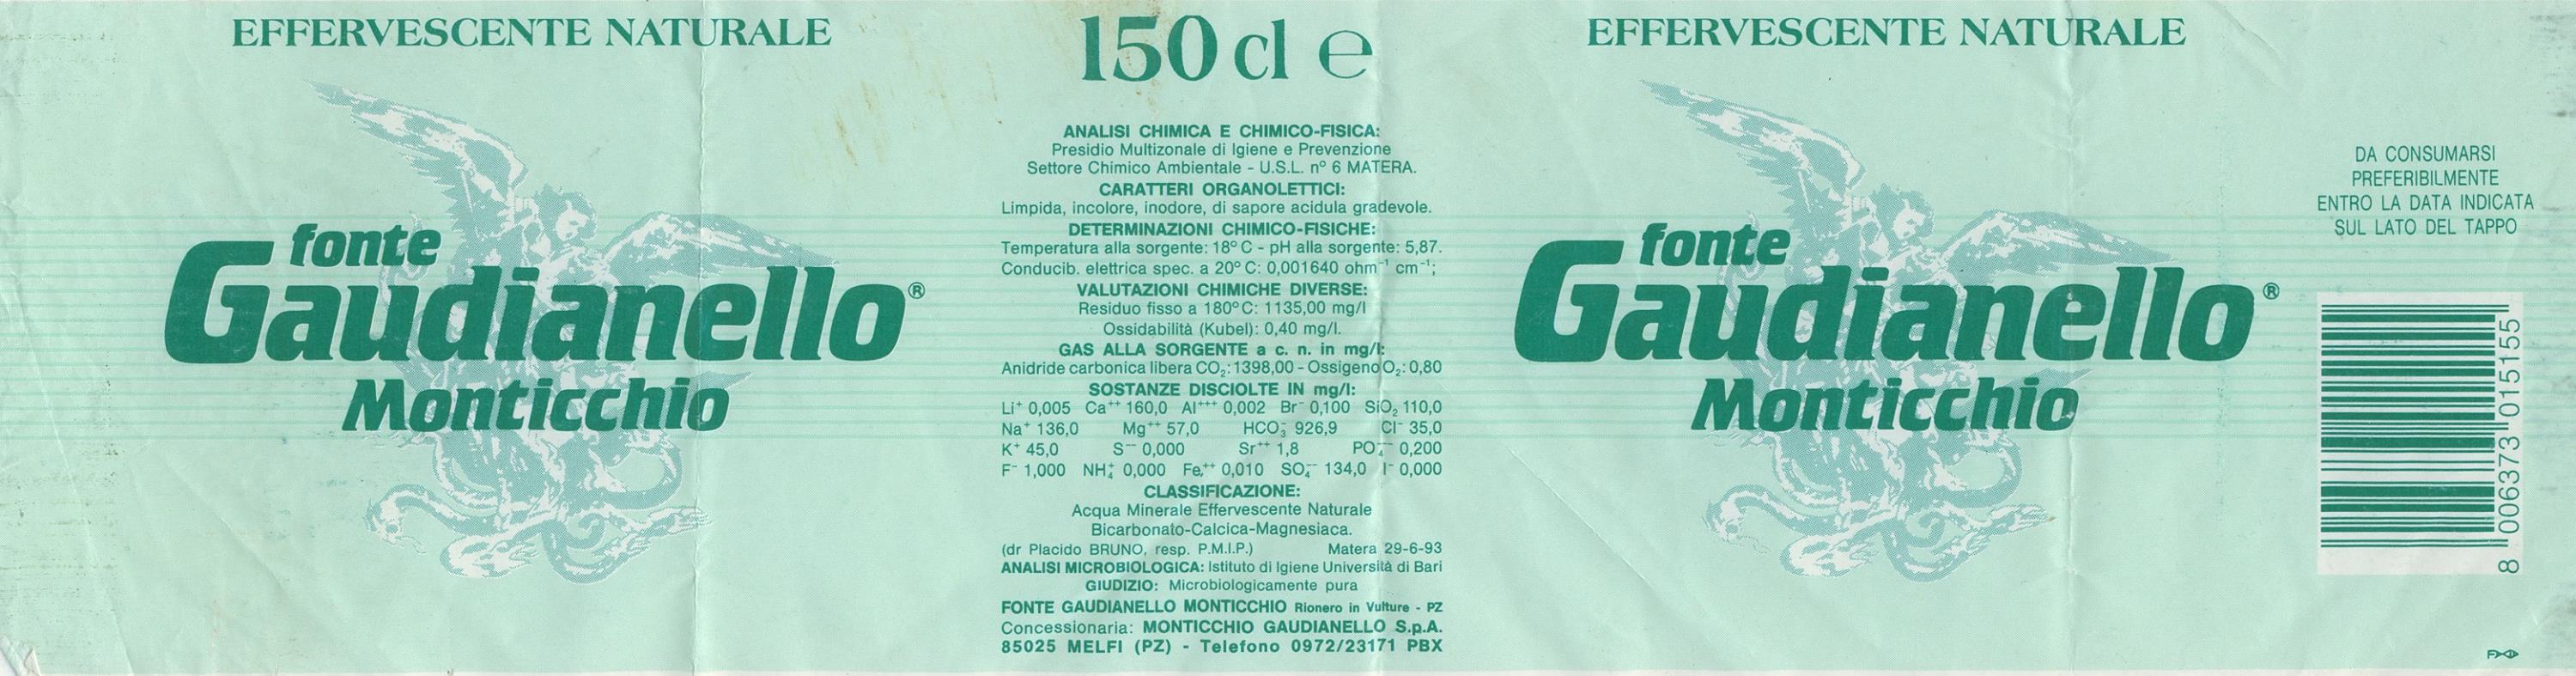 EFFERVESCENTE NATURALE
fonte
Gaudianello®
Monticchio
150 cl e
ANALISI CHIMICA E CHIMICO-FISICA:
Presidio Multizonale di Igiene e Prevenzione
Settore Chimico Ambientale - U.S.L. n° 6 MATERA.
CARATTERI ORGANOLETTICI:
Limpida, incolore, inodore, di sapore acidula gradevole.
DETERMINAZIONI CHIMICO-FISICHE:
Temperatura alla sorgente: 18° C - pH alla sorgente: 5,87.
Conducib. elettrica spec. a 20° C: 0,001640 ohm⁻¹ cm⁻¹;
VALUTAZIONI CHIMICHE DIVERSE:
Residuo fisso a 180° C: 1135,00 mg/l
Ossidabilità (Kubel): 0,40 mg/l.
GAS ALLA SORGENTE a c. n. in mg/l:
Anidride carbonica libera CO₂: 1398,00 - Ossigeno O₂: 0,80
SOSTANZE DISCIOLTE IN mg/l:
Li⁺ 0,005 Ca⁺⁺ 160,0 Al⁺⁺⁺ 0,002 Br⁻ 0,100 SiO₂ 110,0
Na⁺ 136,0 Mg⁺⁺ 57,0 HCO₃⁻ 926,9 Cl⁻ 35,0
K⁺ 45,0 S⁻⁻ 0,000 Sr⁺⁺ 1,8 PO₄⁻⁻⁻ 0,200
F⁻ 1,000 NH₄⁺ 0,000 Fe⁺⁺ 0,010 SO₄⁻⁻ 134,0 I⁻ 0,000
CLASSIFICAZIONE:
Acqua Minerale Effervescente Naturale
Bicarbonato-Calcica-Magnesiaca.
(dr Placido BRUNO, resp. P.M.I.P.) Matera 29-6-93
ANALISI MICROBIOLOGICA: Istituto di Igiene Università di Bari
GIUDIZIO: Microbiologicamente pura
FONTE GAUDIANELLO MONTICCHIO Rionero in Vulture - PZ
Concessionaria: MONTICCHIO GAUDIANELLO S.p.A.
85025 MELFI (PZ) - Telefono 0972/23171 PBX
EFFERVESCENTE NATURALE
fonte
Gaudianello®
Monticchio
DA CONSUMARSI
PREFERIBILMENTE
ENTRO LA DATA INDICATA
SUL LATO DEL TAPPO
8 006373 015155